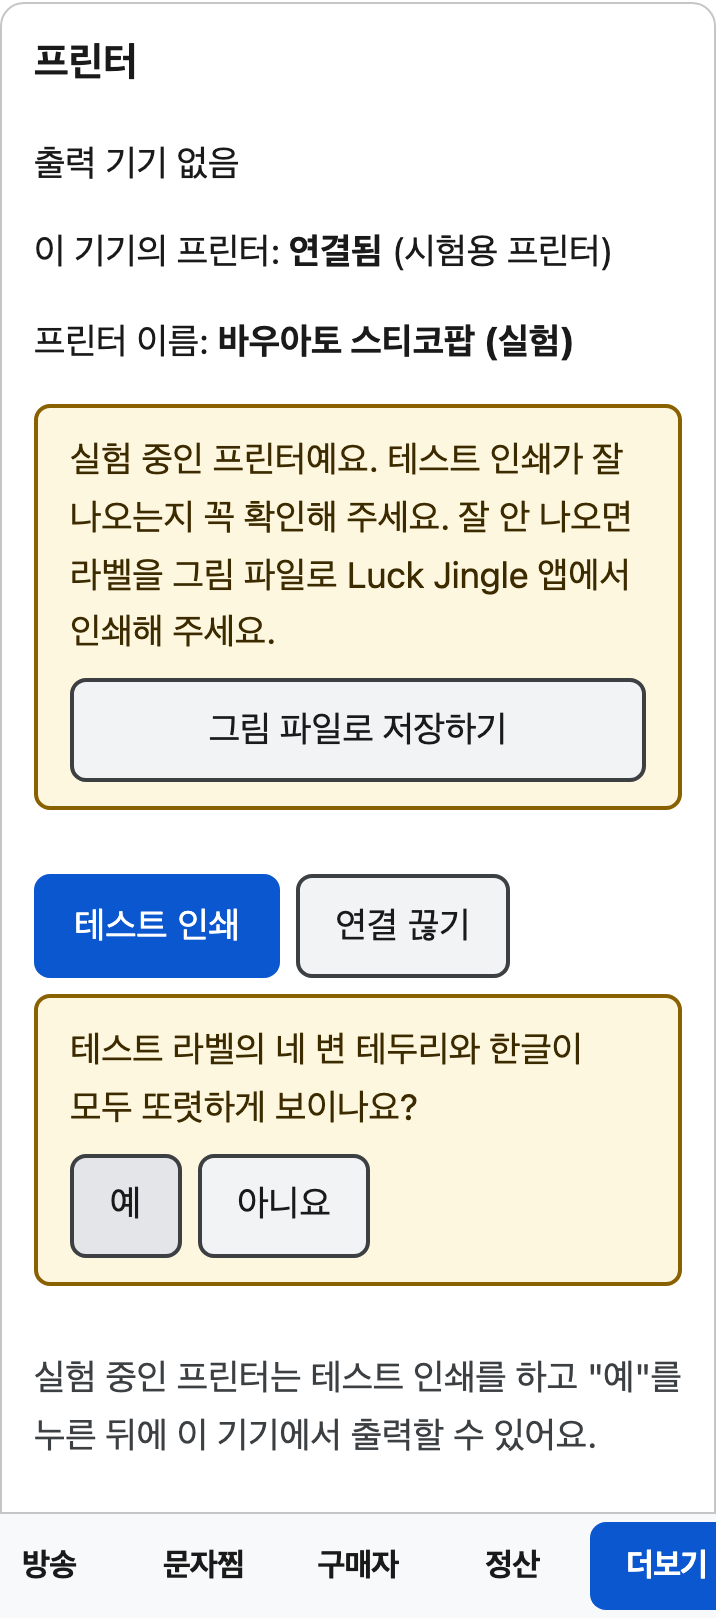 프린터
출력 기기 없음
이 기기의 프린터: 연결됨 (시험용 프린터)
프린터 이름: 바우아토 스티코팝 (실험)
실험 중인 프린터예요. 테스트 인쇄가 잘
나오는지 꼭 확인해 주세요. 잘 안 나오면
라벨을 그림 파일로 Luck Jingle 앱에서
인쇄해 주세요.
그림 파일로 저장하기
테스트 인쇄 연결 끊기
테스트 라벨의 네 변 테두리와 한글이
모두 또렷하게 보이나요?
예 아니요
실험 중인 프린터는 테스트 인쇄를 하고 "예"를
누른 뒤에 이 기기에서 출력할 수 있어요.
방송 문자찜 구매자 정산 더보기